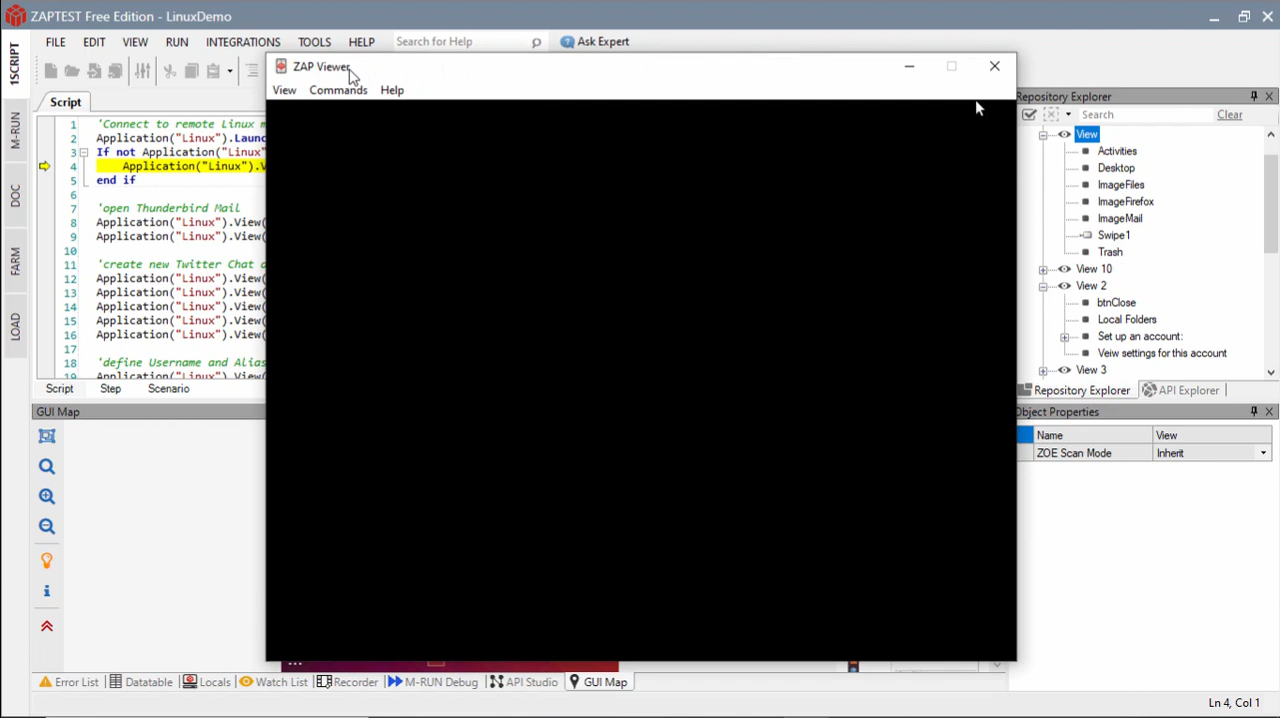 ZAPTEST Free Edition - LinuxDemo
FILE EDIT VIEW RUN INTEGRATIONS TOOLS HELP Search for Help Ask Expert
1SCRIPT
M-RUN
DOC
FARM
LOAD
Script
1 'Connect to remote Linux
2 Application("Linux").Launc
3 If not Application("Linux"
4 Application("Linux").V
5 end if
6
7 'open Thunderbird Mail
8 Application("Linux").View(
9 Application("Linux").View(
10
11 'create new Twitter Chat
12 Application("Linux").View(
13 Application("Linux").View(
14 Application("Linux").View(
15 Application("Linux").View(
16 Application("Linux").View(
17
18 'define Username and Alias
19 Application("Linux").View(
Script Step Scenario
ZAP Viewer
View Commands Help
Repository Explorer
Search Clear
View
Activities
Desktop
ImageFiles
ImageFirefox
ImageMail
Swipe1
Trash
View 10
View 2
btnClose
Local Folders
Set up an account:
Veiw settings for this account
View 3
Repository Explorer API Explorer
GUI Map
Object Properties
Name View
ZOE Scan Mode Inherit
Error List Datatable Locals Watch List Recorder M-RUN Debug API Studio GUI Map
Ln 4, Col 1